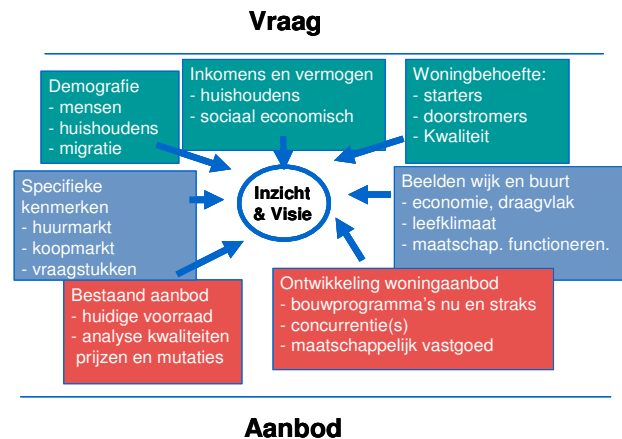 Vraag
Demografie
- mensen
- huishoudens
- migratie
Inkomens en vermogen
- huishoudens
- sociaal economisch
Woningbehoefte:
- starters
- doorstromers
- Kwaliteit
Specifieke
kenmerken
- huurmarkt
- koopmarkt
- vraagstukken
Inzicht
& Visie
Beelden wijk en buurt
- economie, draagvlak
- leefklimaat
- maatschap. functioneren.
Bestaand aanbod
- huidige voorraad
- analyse kwaliteiten
prijzen en mutaties
Ontwikkeling woningaanbod
- bouwprogramma's nu en straks
- concurrentie(s)
- maatschappelijk vastgoed
Aanbod